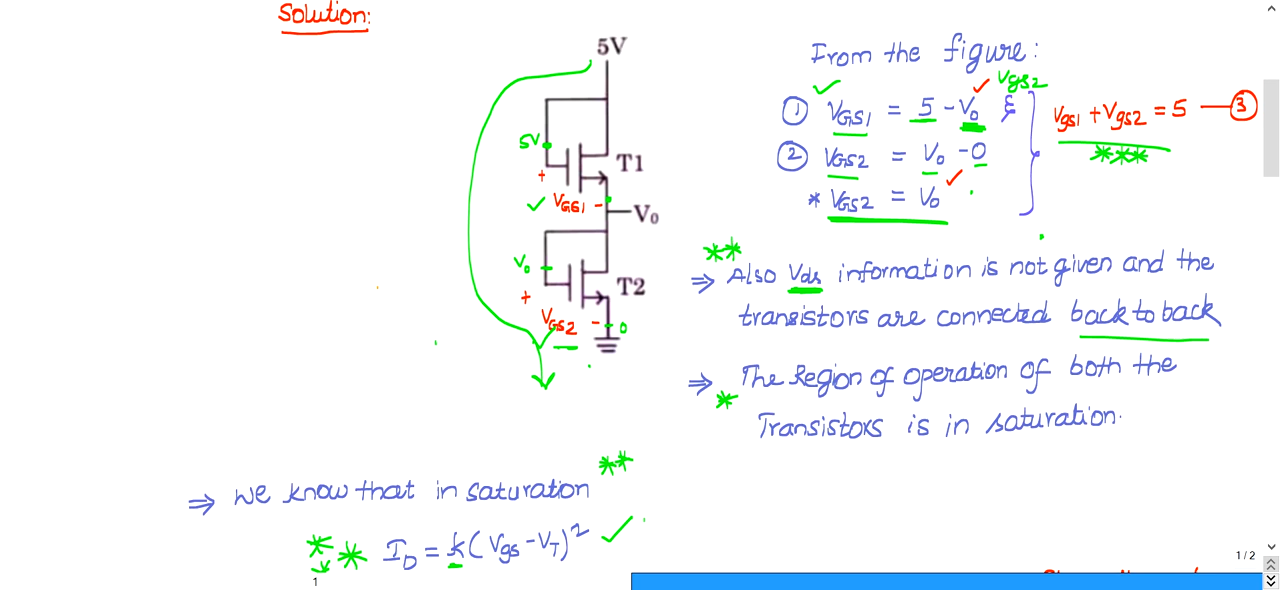 Solution:
5V
5V
T1
+
VGS1 -
V0
V0
T2
+
VGS2 - 0
From the figure:
Vgs2
① VGS1 = 5 - V0 &
② VGS2 = V0 - 0
* VGS2 = V0
Vgs1 + Vgs2 = 5 — ③
***
**
⇒ Also Vds information is not given and the
transistors are connected back to back
⇒ The Region of operation of both the
*
Transistors is in saturation.
**
⇒ We know that in saturation
** ID = k(Vgs - VT)²
1
1 / 2